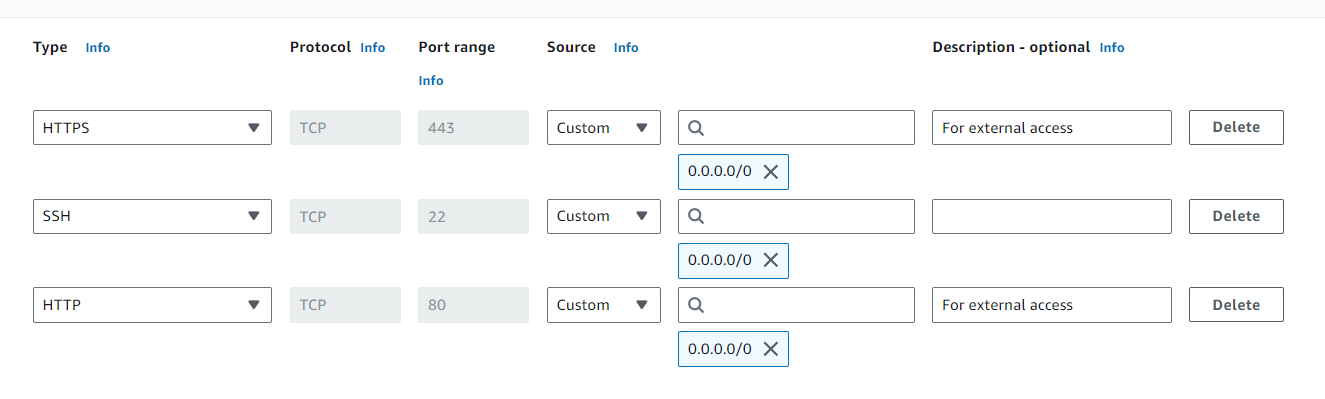 Type Info Protocol Info Port range Source Info Description - optional Info
Info
HTTPS TCP 443 Custom For external access Delete
0.0.0.0/0
SSH TCP 22 Custom Delete
0.0.0.0/0
HTTP TCP 80 Custom For external access Delete
0.0.0.0/0